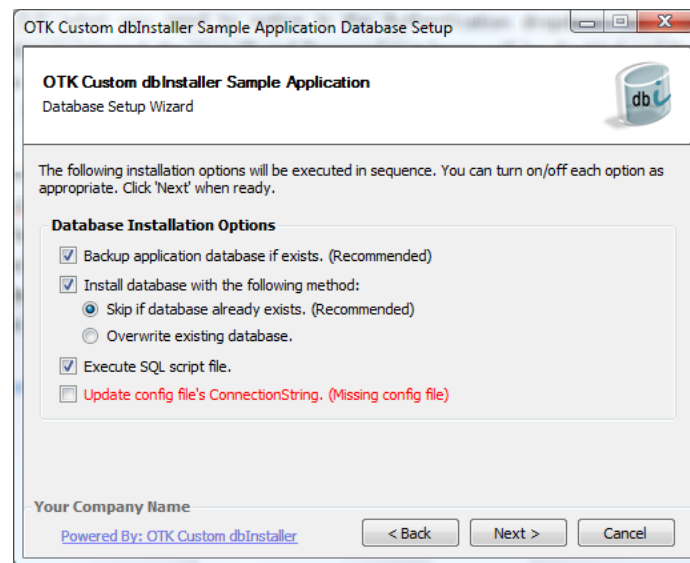 OTK Custom dbInstaller Sample Application Database Setup
OTK Custom dbInstaller Sample Application
Database Setup Wizard
db i
The following installation options will be executed in sequence. You can turn on/off each option as
appropriate. Click 'Next' when ready.
Database Installation Options
Backup application database if exists. (Recommended)
Install database with the following method:
Skip if database already exists. (Recommended)
Overwrite existing database.
Execute SQL script file.
Update config file's ConnectionString. (Missing config file)
Your Company Name
Powered By: OTK Custom dbInstaller
< Back
Next >
Cancel